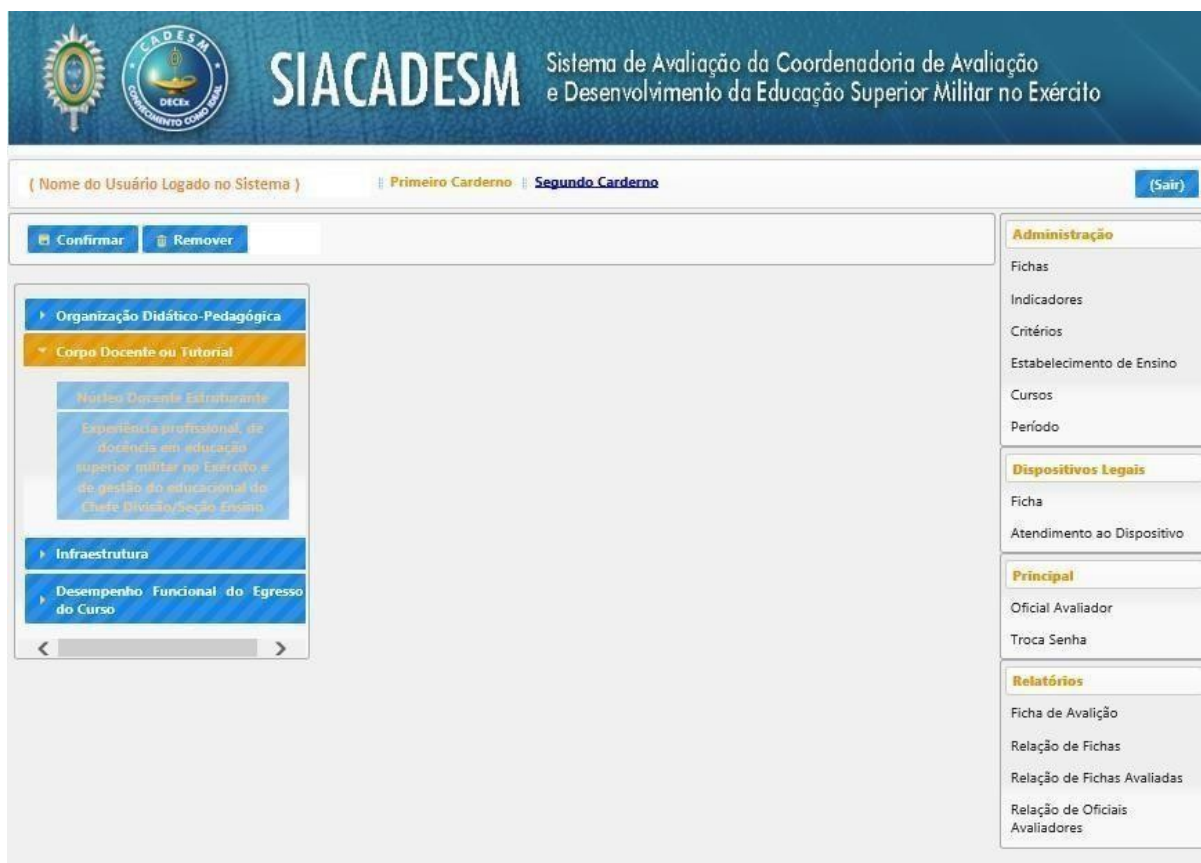 CADESM
DECEx
CONHECIMENTO COMO IDEAL
SIACADESM
Sistema de Avaliação da Coordenadoria de Avaliação
e Desenvolvimento da Educação Superior Militar no Exército
( Nome do Usuário Logado no Sistema )
Primeiro Carderno
Segundo Carderno
(Sair)
Confirmar
Remover
Organização Didático-Pedagógica
Corpo Docente ou Tutorial
Núcleo Docente Estruturante
Experiência profissional, de
docência em educação
superior militar no Exército e
de gestão do educacional do
Chefe Divisão/Seção Ensino
Infraestrutura
Desempenho Funcional do Egresso
do Curso
Administração
Fichas
Indicadores
Critérios
Estabelecimento de Ensino
Cursos
Período
Dispositivos Legais
Ficha
Atendimento ao Dispositivo
Principal
Oficial Avaliador
Troca Senha
Relatórios
Ficha de Avalição
Relação de Fichas
Relação de Fichas Avaliadas
Relação de Oficiais
Avaliadores